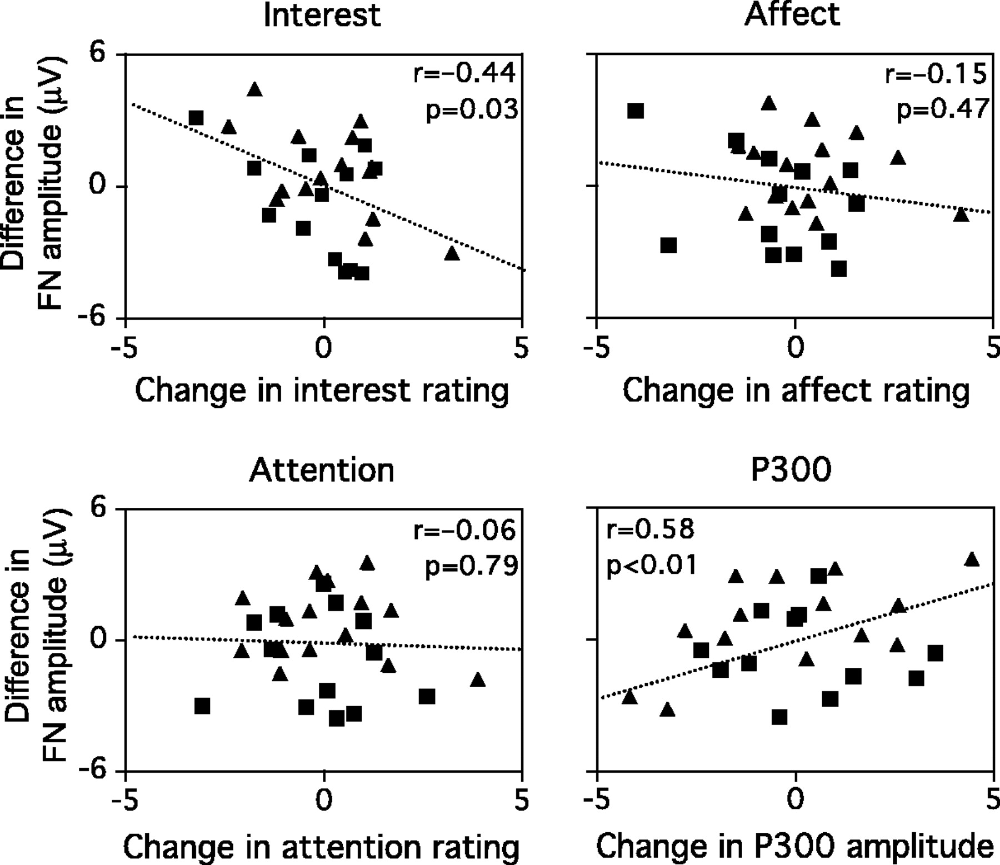 Interest
Affect
6
r=-0.44
r=-0.15
p=0.03
p=0.47
Difference in
FN amplitude (µV)
0
-6
-5 0 5
-5 0 5
Change in interest rating
Change in affect rating
Attention
P300
6
r=-0.06
r=0.58
p=0.79
p<0.01
Difference in
FN amplitude (µV)
0
-6
-5 0 5
-5 0 5
Change in attention rating
Change in P300 amplitude